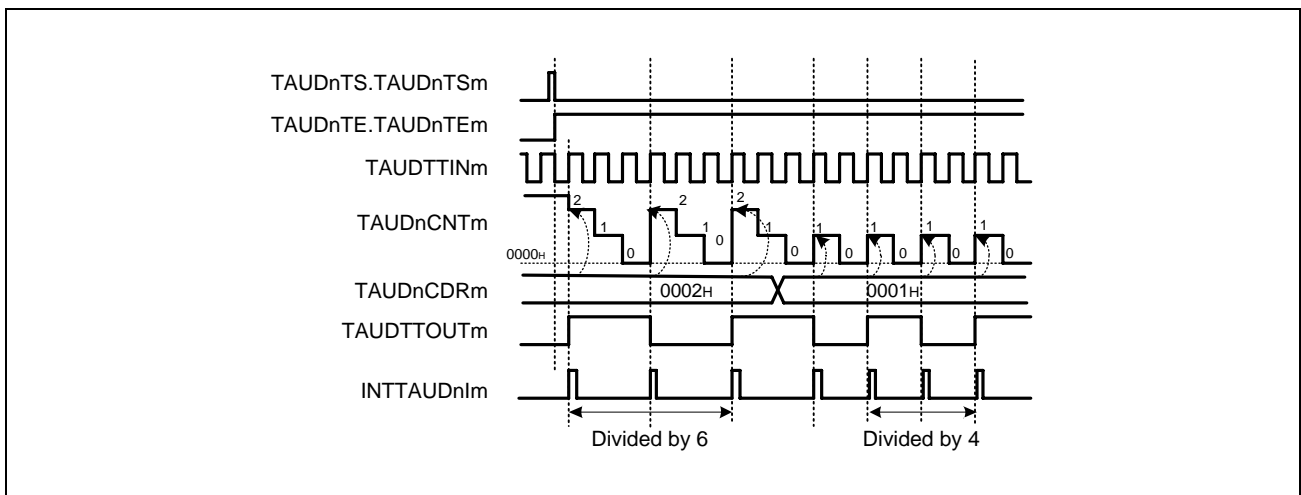 TAUDnTS.TAUDnTSm
TAUDnTE.TAUDnTEm
TAUDTTINm
TAUDnCNTm
2 1 0 2 1 0 2 1 0 1 0 1 0 1 0 1 0
0000H
TAUDnCDRm
0002H 0001H
TAUDTTOUTm
INTTAUDnIm
Divided by 6 Divided by 4